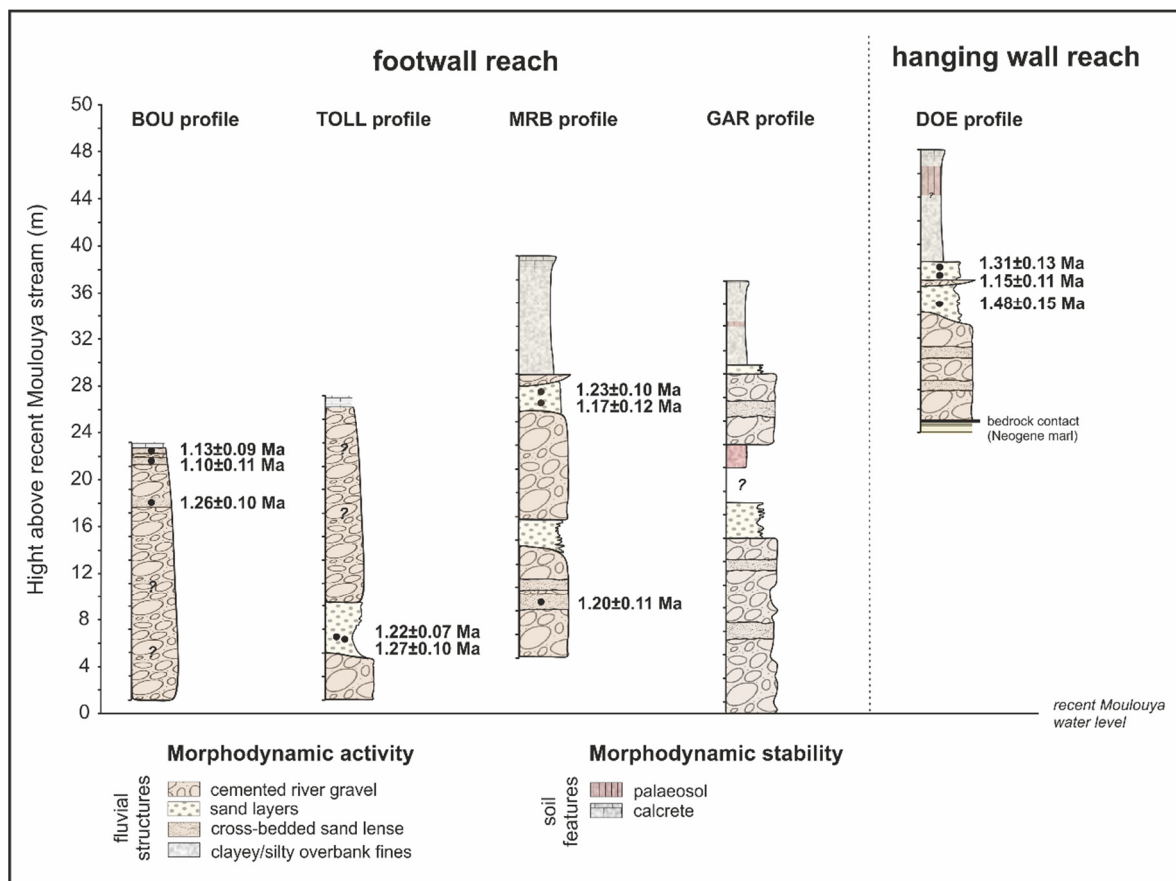 footwall reach
hanging wall reach
BOU profile
TOLL profile
MRB profile
GAR profile
DOE profile
Hight above recent Moulouya stream (m)
50
48
44
40
36
32
28
24
20
16
12
8
4
0
1.13±0.09 Ma
1.10±0.11 Ma
1.26±0.10 Ma
?
?
?
?
1.22±0.07 Ma
1.27±0.10 Ma
1.23±0.10 Ma
1.17±0.12 Ma
1.20±0.11 Ma
?
?
1.31±0.13 Ma
1.15±0.11 Ma
1.48±0.15 Ma
bedrock contact
(Neogene marl)
recent Moulouya
water level
Morphodynamic activity
fluvial
structures
cemented river gravel
sand layers
cross-bedded sand lense
clayey/silty overbank fines
Morphodynamic stability
soil
features
palaeosol
calcrete